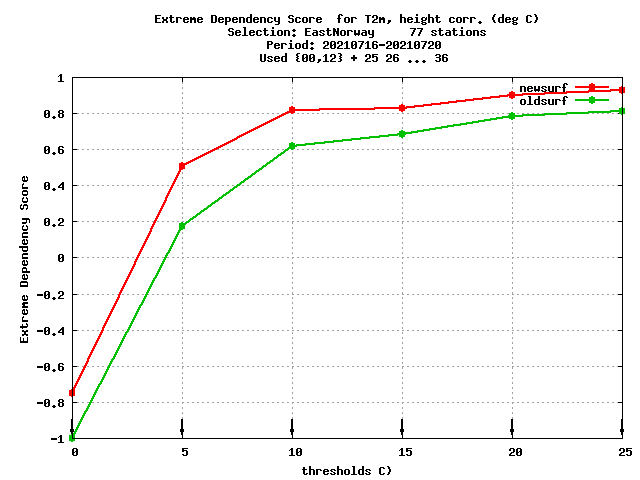 Extreme Dependency Score  for T2m, height corr. (deg C)
Selection: EastNorway     77 stations
Period: 20210716-20210720
Used {00,12} + 25 26 ... 36
newsurf
oldsurf
1
0.8
0.6
0.4
0.2
0
-0.2
-0.4
-0.6
-0.8
-1
Extreme Dependency Score
0 5 10 15 20 25
thresholds C)